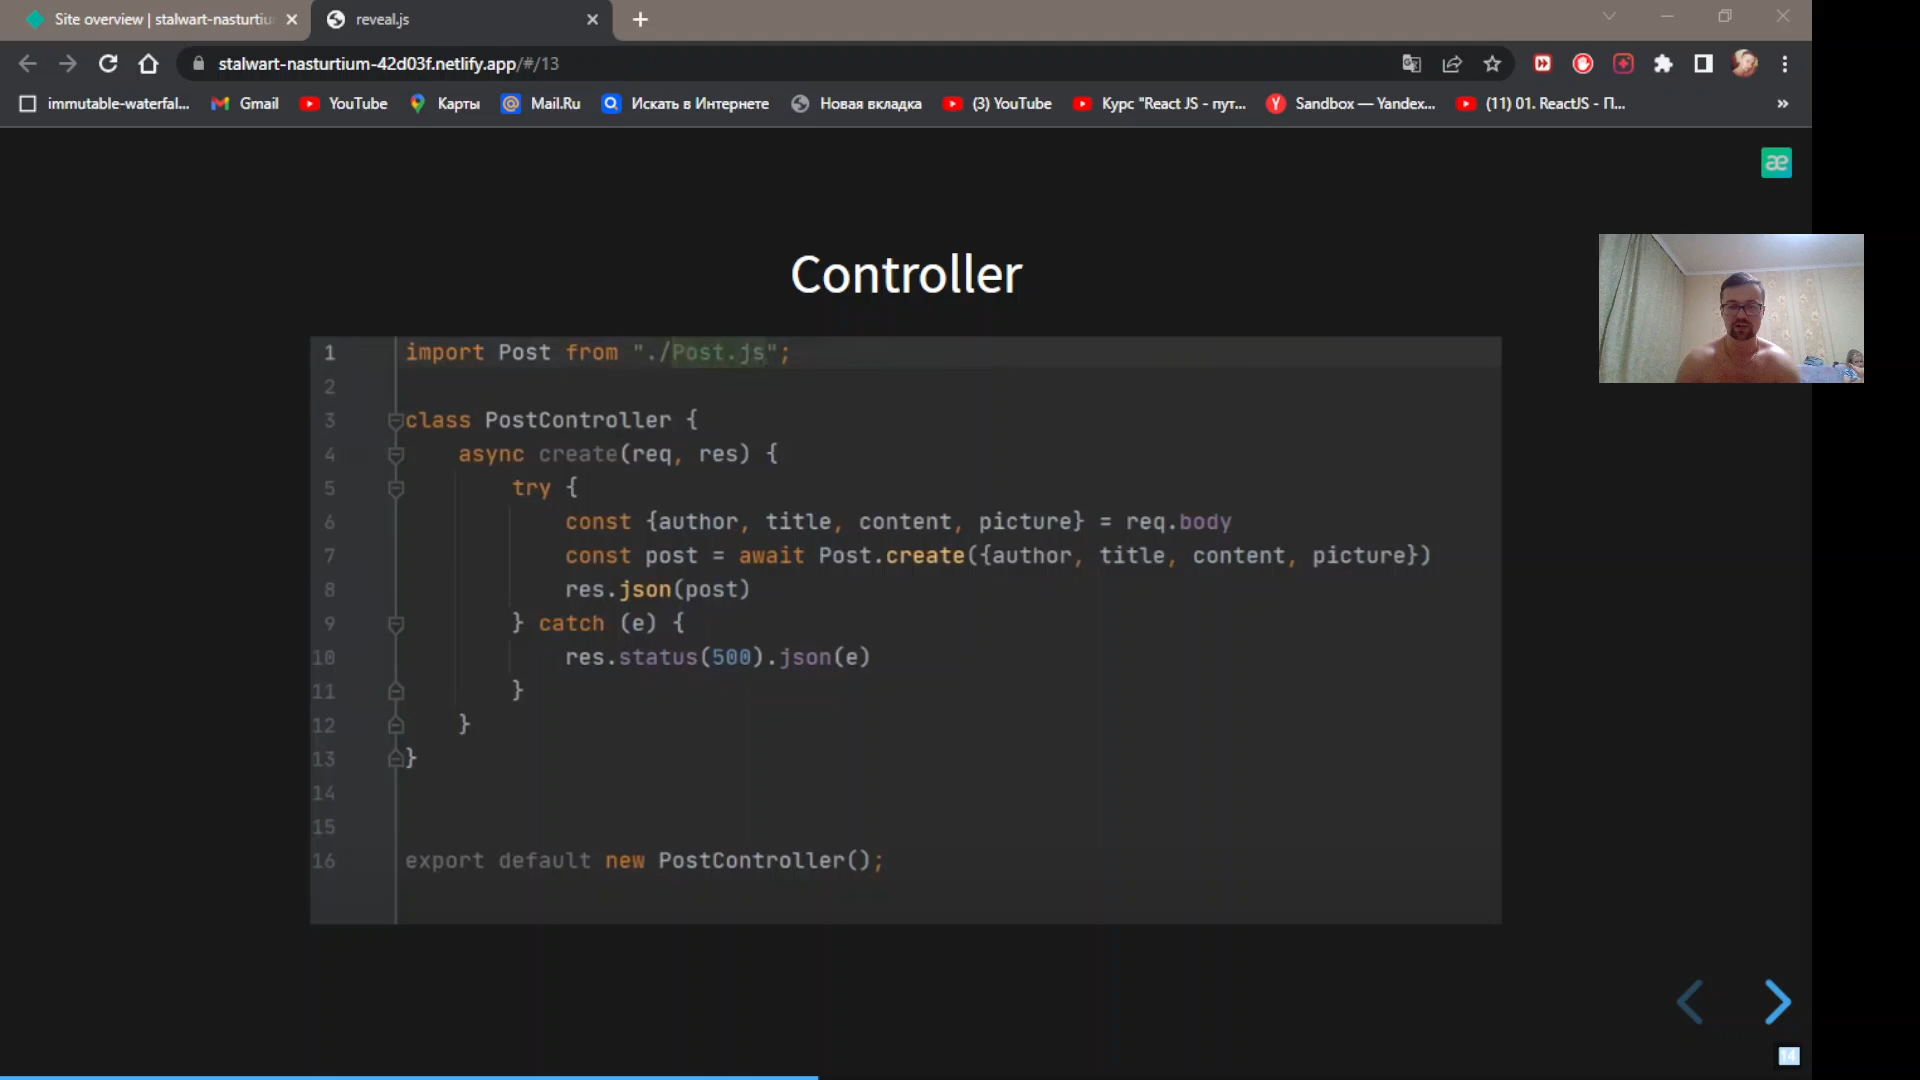 Site overview | stalwart-nasturtiu
reveal.js
stalwart-nasturtium-42d03f.netlify.app/#/13
immutable-waterfal...
Gmail
YouTube
Карты
Mail.Ru
Искать в Интернете
Новая вкладка
(3) YouTube
Курс "React JS - пут...
Sandbox — Yandex...
(11) 01. ReactJS - П...
»
æ
Controller
1 import Post from "./Post.js";
2
3 class PostController {
4 async create(req, res) {
5 try {
6 const {author, title, content, picture} = req.body
7 const post = await Post.create({author, title, content, picture})
8 res.json(post)
9 } catch (e) {
10 res.status(500).json(e)
11 }
12 }
13 }
14
15
16 export default new PostController();
14